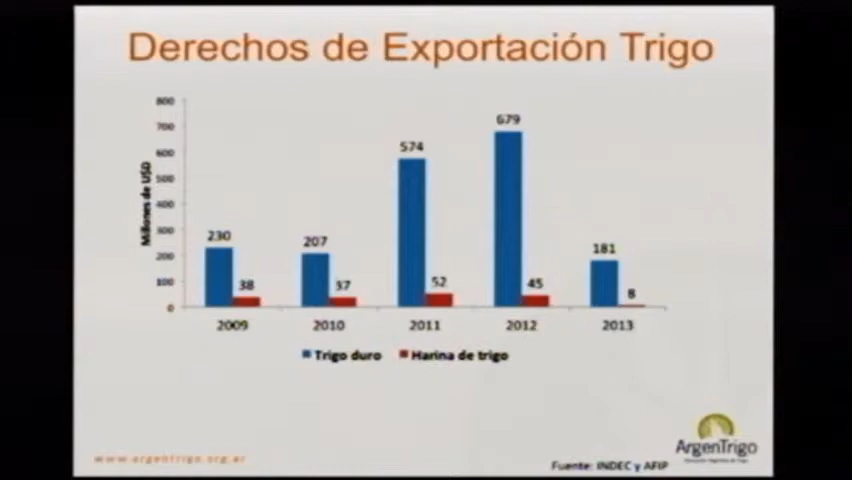 Derechos de Exportación Trigo
Millones de USD
800
700
600
500
400
300
200
100
0
230
38
207
37
574
52
679
45
181
8
2009 2010 2011 2012 2013
Trigo duro Harina de trigo
www.argentrigo.org.ar
Fuente: INDEC y AFIP
ArgenTrigo